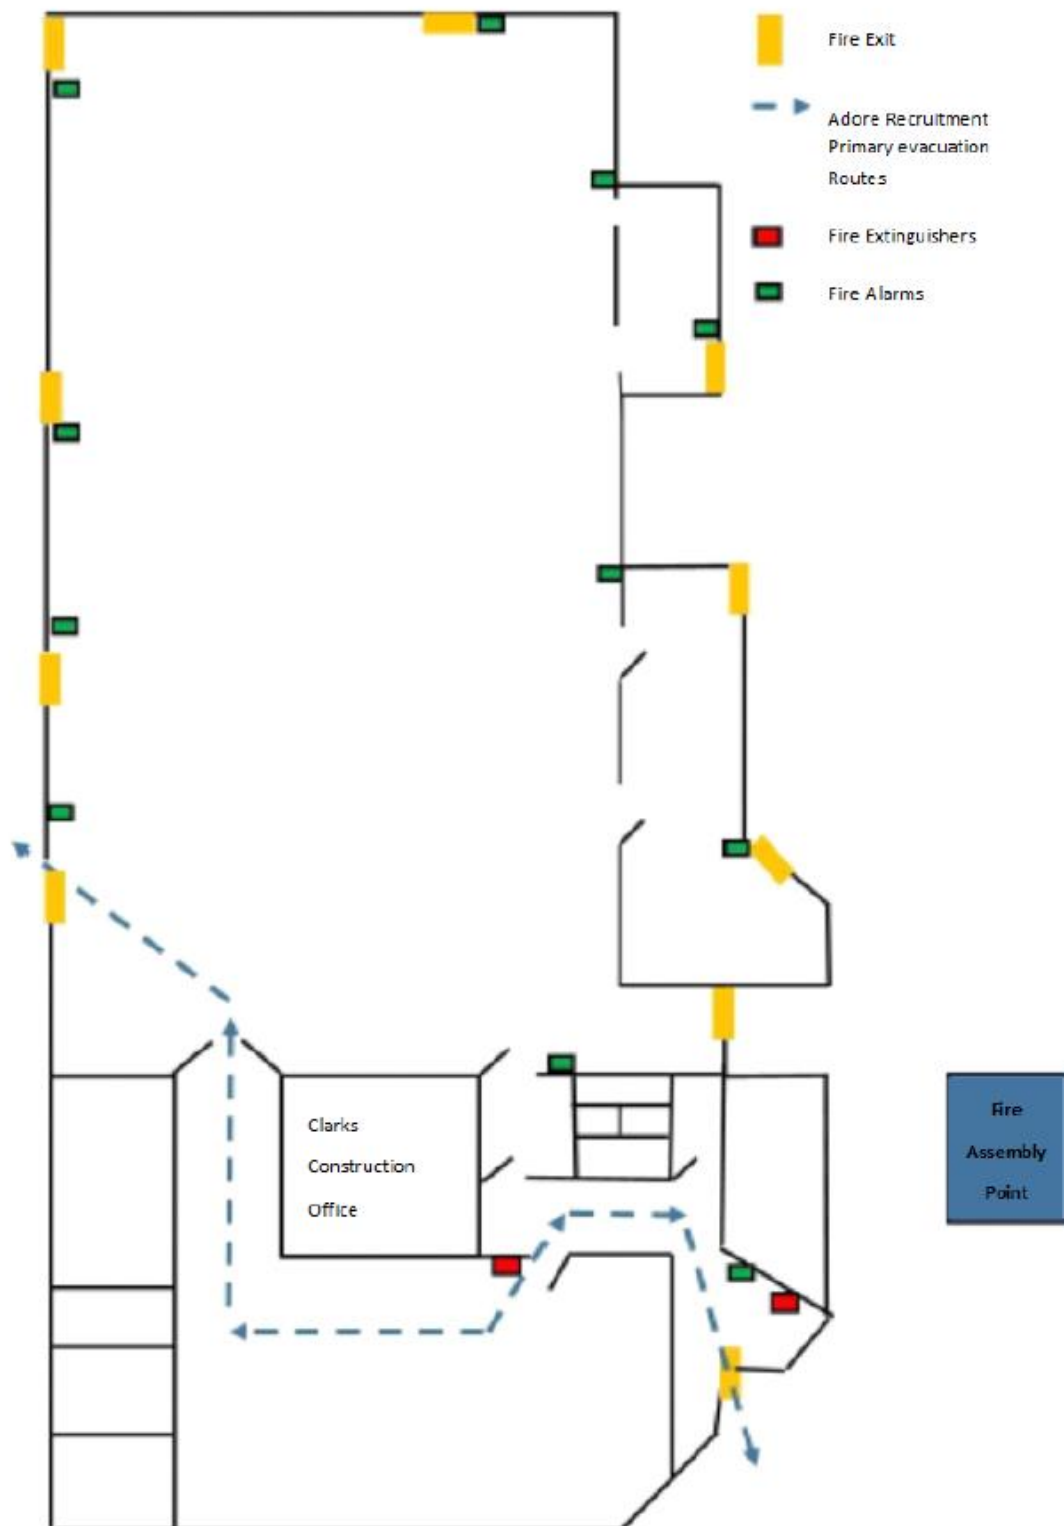 Fire Exit
Adore Recruitment
Primary evacuation
Routes
Fire Extinguishers
Fire Alarms
Clarks
Construction
Office
Fire
Assembly
Point